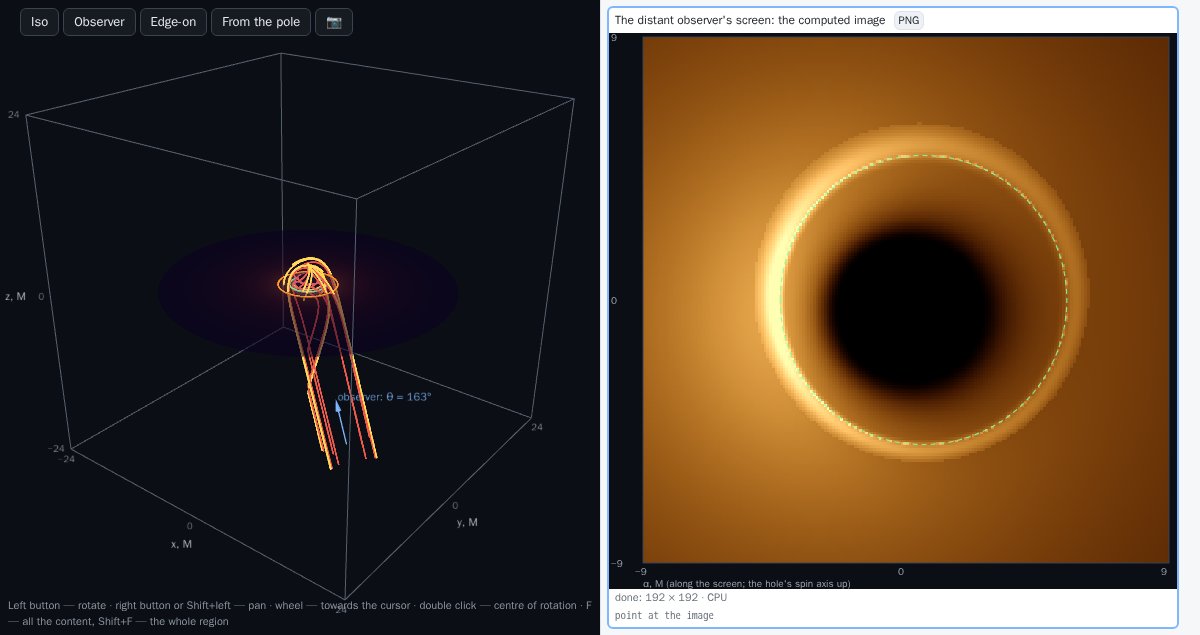 Iso
Observer
Edge-on
From the pole
24
z, M
0
observer: θ = 163°
−24
−24
24
0
x, M
0
y, M
24
Left button — rotate · right button or Shift+left — pan · wheel — towards the cursor · double click — centre of rotation · F
— all the content, Shift+F — the whole region
The distant observer's screen: the computed image
PNG
9
0
−9
−9
0
9
α, M (along the screen; the hole's spin axis up)
done: 192 × 192 · CPU
point at the image